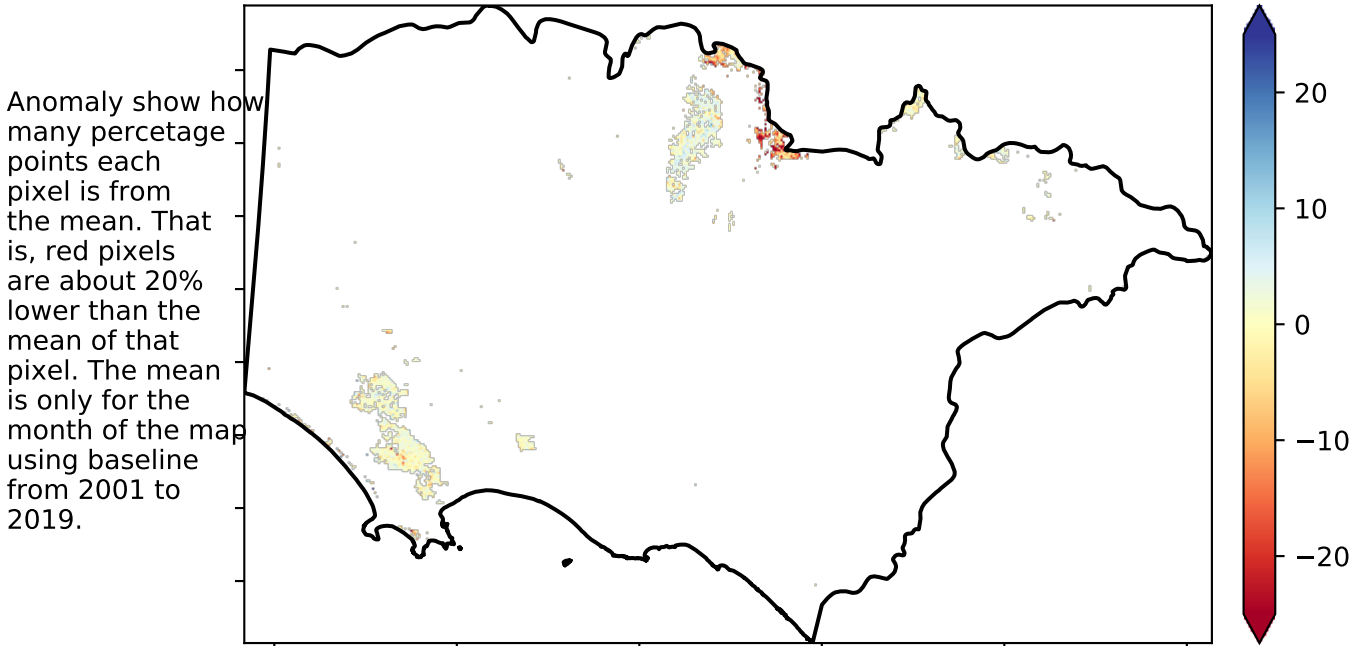 Anomaly show how
many percetage
points each
pixel is from
the mean. That
is, red pixels
are about 20%
lower than the
mean of that
pixel. The mean
is only for the
month of the map
using baseline
from 2001 to
2019.
20
10
0
−10
−20